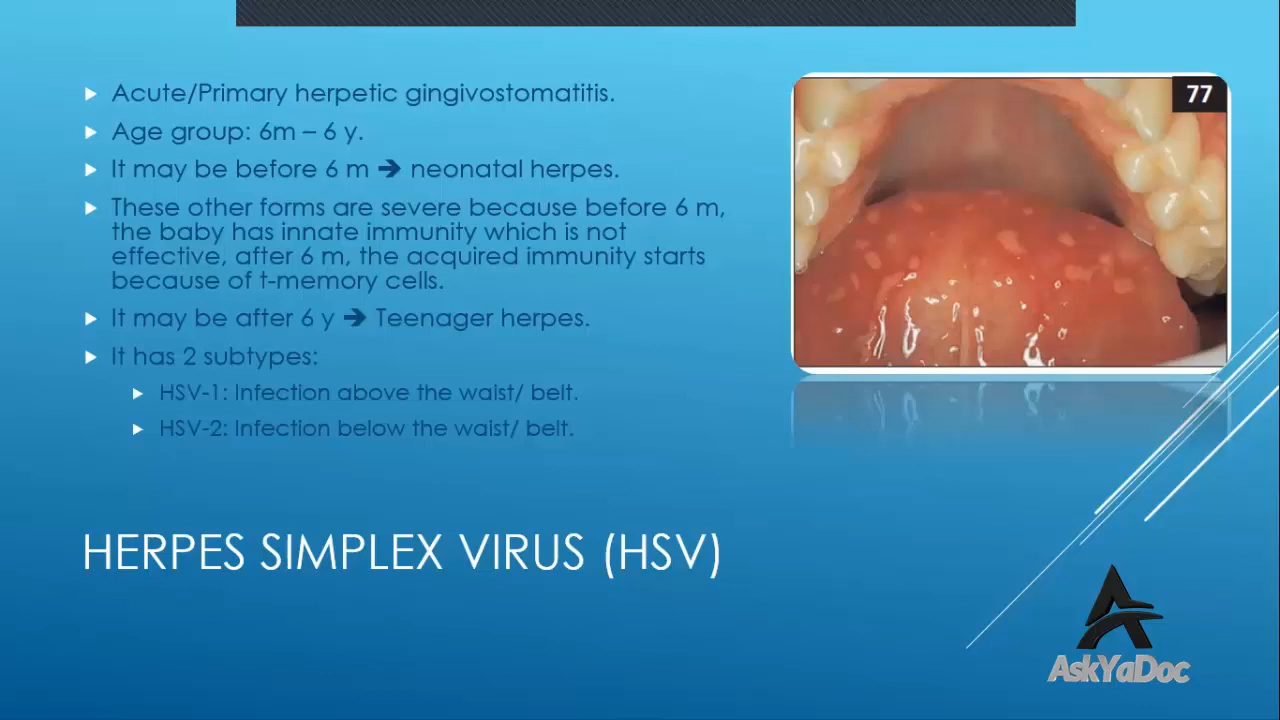 Acute/Primary herpetic gingivostomatitis.
Age group: 6m – 6 y.
It may be before 6 m ➔ neonatal herpes.
These other forms are severe because before 6 m,
the baby has innate immunity which is not
effective, after 6 m, the acquired immunity starts
because of t-memory cells.
It may be after 6 y ➔ Teenager herpes.
It has 2 subtypes:
HSV-1: Infection above the waist/ belt.
HSV-2: Infection below the waist/ belt.
77
HERPES SIMPLEX VIRUS (HSV)
AskYaDoc